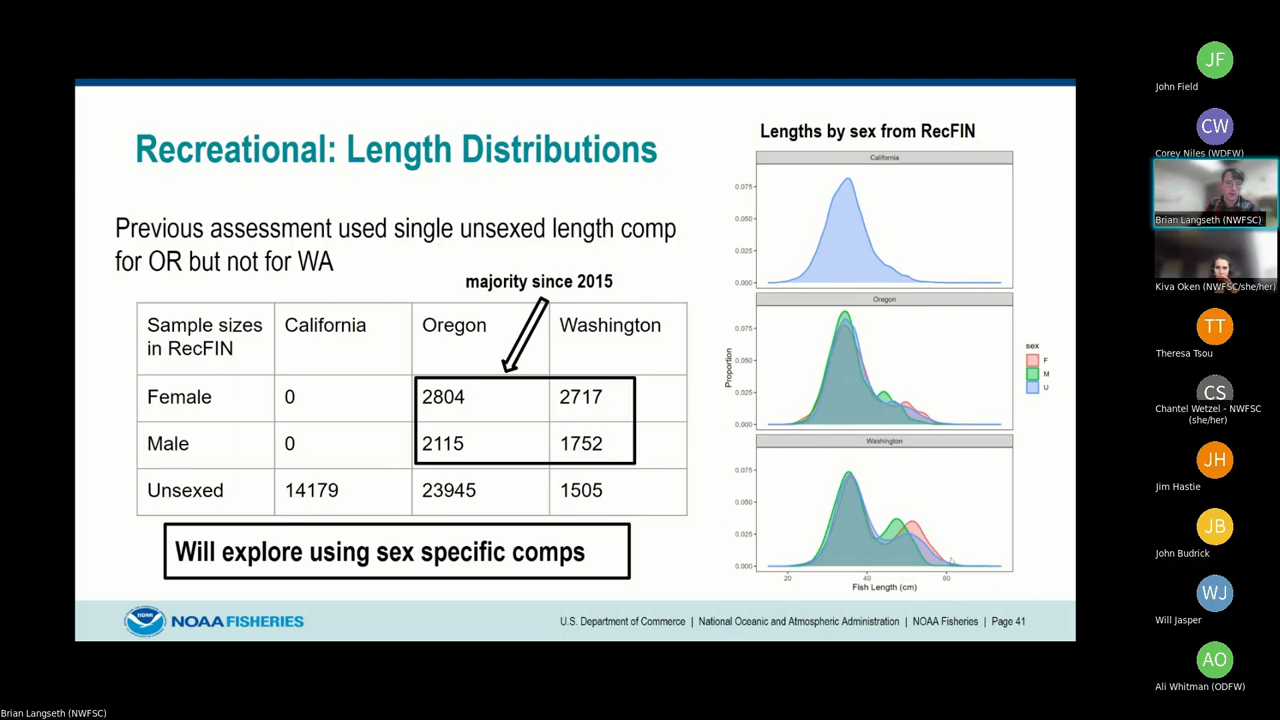 Recreational: Length Distributions
Previous assessment used single unsexed length comp
for OR but not for WA
majority since 2015
Sample sizes in RecFIN California Oregon Washington
Female 0 2804 2717
Male 0 2115 1752
Unsexed 14179 23945 1505
Will explore using sex specific comps
Lengths by sex from RecFIN
California
0.075
0.050
0.025
0.000
Oregon
0.075
0.050
0.025
0.000
Washington
0.075
0.050
0.025
0.000
Proportion
20 40 60
Fish Length (cm)
sex
F
M
U
NOAA
NOAA FISHERIES
U.S. Department of Commerce | National Oceanic and Atmospheric Administration | NOAA Fisheries | Page 41
JF
John Field
CW
Corey Niles (WDFW)
Brian Langseth (NWFSC)
Kiva Oken (NWFSC/she/her)
TT
Theresa Tsou
CS
Chantel Wetzel - NWFSC
(she/her)
JH
Jim Hastie
JB
John Budrick
WJ
Will Jasper
AO
Ali Whitman (ODFW)
Brian Langseth (NWFSC)